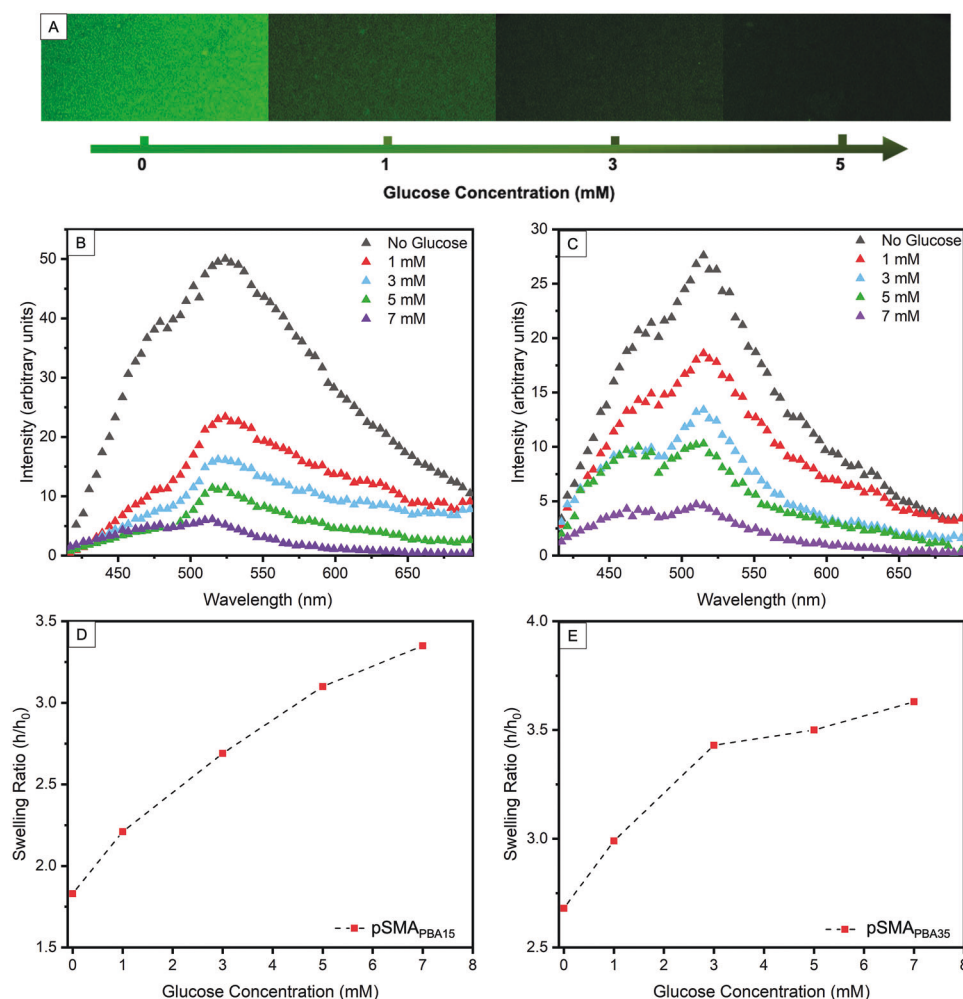 A
0 1 3 5
Glucose Concentration (mM)
B
No Glucose
1 mM
3 mM
5 mM
7 mM
50
40
30
20
10
0
Intensity (arbitrary units)
450 500 550 600 650
Wavelength (nm)
C
No Glucose
1 mM
3 mM
5 mM
7 mM
30
25
20
15
10
5
0
Intensity (arbitrary units)
450 500 550 600 650
Wavelength (nm)
D
3.5
3.0
2.5
2.0
1.5
Swelling Ratio (h/h0)
pSMAPBA15
0 1 2 3 4 5 6 7 8
Glucose Concentration (mM)
E
4.0
3.5
3.0
2.5
Swelling Ratio (h/h0)
pSMAPBA35
0 1 2 3 4 5 6 7 8
Glucose Concentration (mM)